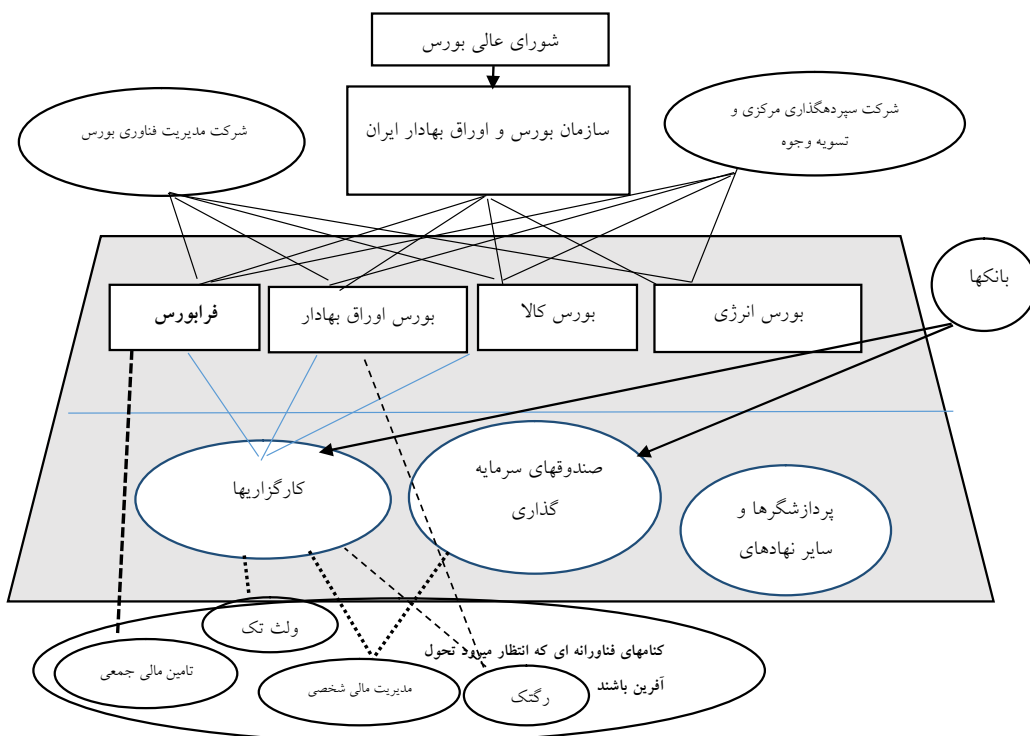 شورای عالی بورس
شرکت سپردهگذاری مرکزی و
تسویه وجوه
سازمان بورس و اوراق بهادار ایران
شرکت مدیریت فناوری بورس
بانکها
بورس انرژی
بورس کالا
بورس اوراق بهادار
فرابورس
صندوقهای سرمایه
گذاری
کارگزاریها
پردازشگرها و
سایر نهادهای
ولث تک
کنامهای فناورانه ای که انتظار میرود تحول
آفرین باشند
تامین مالی جمعی
مدیریت مالی شخصی
رگتک